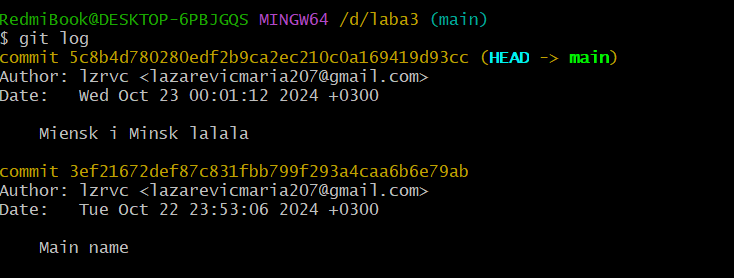 RedmiBook@DESKTOP-6PBJGQS MINGW64 /d/laba3 (main)
$ git log
commit 5c8b4d780280edf2b9ca2ec210c0a169419d93cc (HEAD -> main)
Author: lzrvc <lazarevicmaria207@gmail.com>
Date:   Wed Oct 23 00:01:12 2024 +0300
    Miensk i Minsk lalala
commit 3ef21672def87c831fbb799f293a4caa6b6e79ab
Author: lzrvc <lazarevicmaria207@gmail.com>
Date:   Tue Oct 22 23:53:06 2024 +0300
    Main name